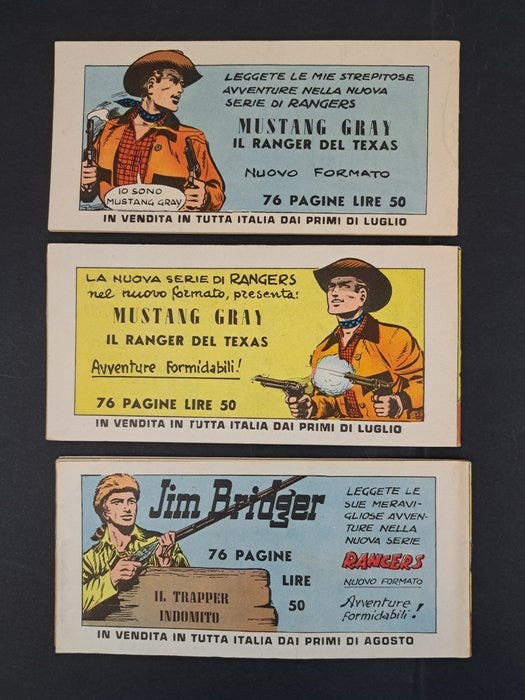 LEGGETE LE MIE STREPITOSE
AVVENTURE NELLA NUOVA
SERIE DI RANGERS
MUSTANG GRAY
IL RANGER DEL TEXAS
NUOVO FORMATO
IO SONO
MUSTANG GRAY
76 PAGINE LIRE 50
IN VENDITA IN TUTTA ITALIA DAI PRIMI DI LUGLIO
LA NUOVA SERIE DI RANGERS
nel nuovo formato, presenta:
MUSTANG GRAY
IL RANGER DEL TEXAS
Avventure Formidabili!
76 PAGINE LIRE 50
IN VENDITA IN TUTTA ITALIA DAI PRIMI DI LUGLIO
Jim Bridger
76 PAGINE
LIRE
50
IL TRAPPER
INDOMITO
LEGGETE LE
SUE MERAVI-
GLIOSE AVVEN-
TURE NELLA
NUOVA SERIE
RANGERS
NUOVO FORMATO
Avventure
formidabili!
IN VENDITA IN TUTTA ITALIA DAI PRIMI DI AGOSTO